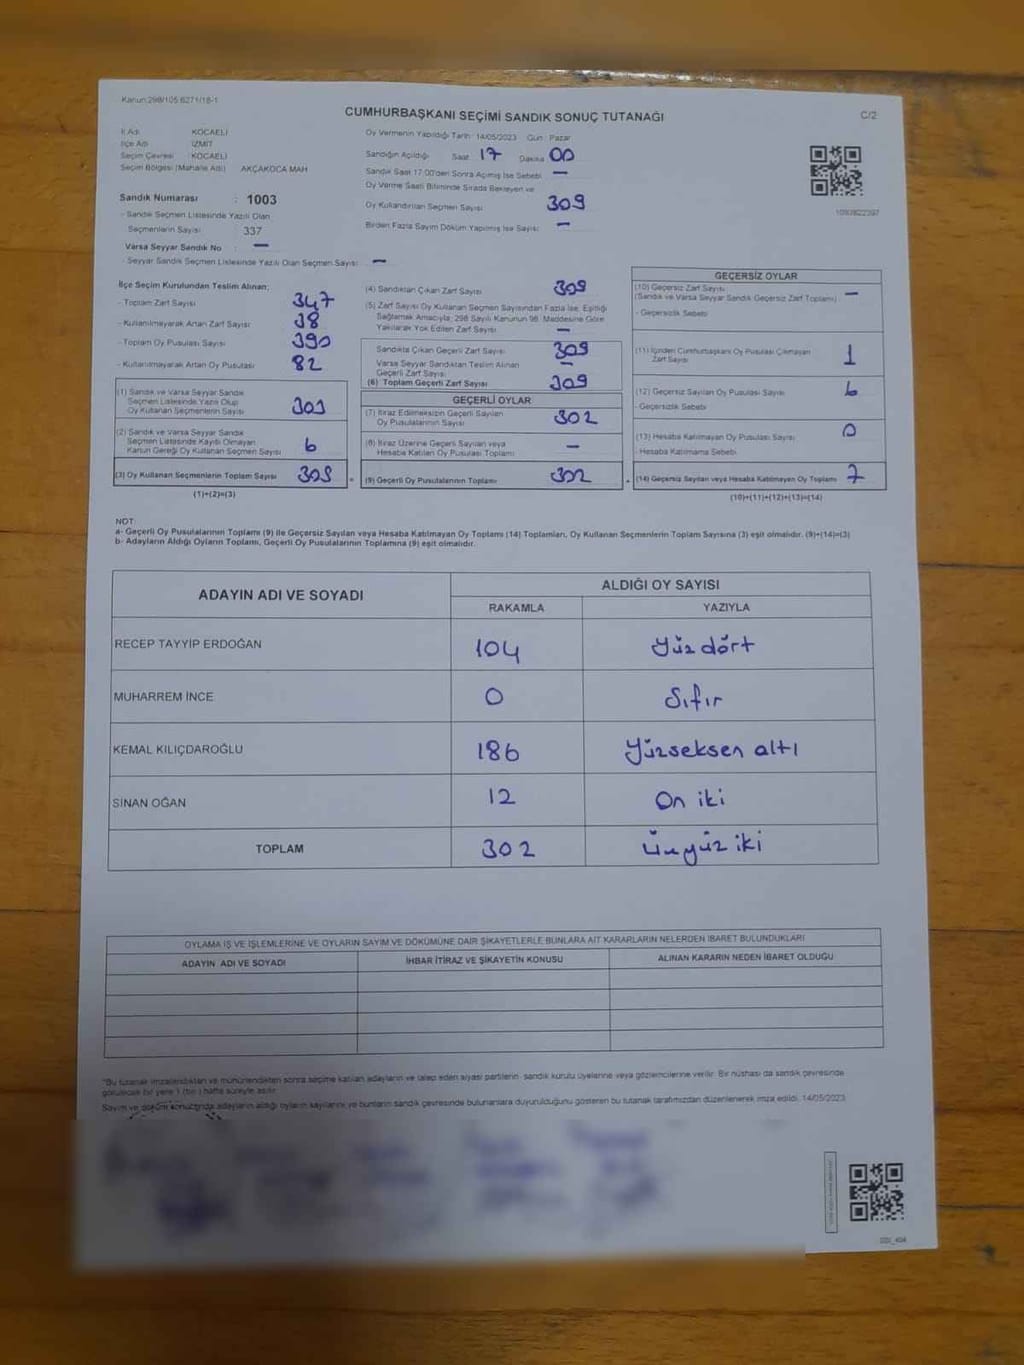 Kanun:298/105 6271/18-1
CUMHURBAŞKANI SEÇİMİ SANDIK SONUÇ TUTANAĞI
C/2
İl Adı KOCAELİ
İlçe Adı İZMİT
Seçim Çevresi : KOCAELİ
Seçim Bölgesi (Mahalle Adı) AKÇAKOCA MAH
Sandık Numarası : 1003
- Sandık Seçmen Listesinde Yazılı Olan
Seçmenlerin Sayısı 337
Varsa Seyyar Sandık No : —
- Seyyar Sandık Seçmen Listesinde Yazılı Olan Seçmen Sayısı —
Oy Vermenin Yapıldığı Tarih : 14/05/2023 Gün : Pazar
Sandığın Açıldığı Saat 17 Dakika 00
Sandık Saat 17.00'den Sonra Açılmış İse Sebebi —
Oy Verme Saati Bitiminde Sırada Bekleyen ve
Oy Kullandırılan Seçmen Sayısı 309
Birden Fazla Sayım Döküm Yapılmış İse Sayısı —
1093822397
İlçe Seçim Kurulundan Teslim Alınan;
- Toplam Zarf Sayısı 347
- Kullanılmayarak Artan Zarf Sayısı 38
- Toplam Oy Pusulası Sayısı 390
- Kullanılmayarak Artan Oy Pusulası 82
(1) Sandık ve Varsa Seyyar Sandık
Seçmen Listesinde Yazılı Olup
Oy Kullanan Seçmenlerin Sayısı 303
(2) Sandık ve Varsa Seyyar Sandık
Seçmen Listesinde Kayıtlı Olmayan
Kanun Gereği Oy Kullanan Seçmen Sayısı 6
(3) Oy Kullanan Seçmenlerin Toplam Sayısı 309
(1)+(2)=(3)
(4) Sandıktan Çıkan Zarf Sayısı 309
(5) Zarf Sayısı Oy Kullanan Seçmen Sayısından Fazla İse, Eşitliği
Sağlamak Amacıyla, 298 Sayılı Kanunun 98. Maddesine Göre
Yakılarak Yok Edilen Zarf Sayısı —
Sandıkta Çıkan Geçerli Zarf Sayısı 309
Varsa Seyyar Sandıktan Teslim Alınan
Geçerli Zarf Sayısı —
(6) Toplam Geçerli Zarf Sayısı 309
GEÇERLİ OYLAR
(7) İtiraz Edilmeksizin Geçerli Sayılan
Oy Pusulalarının Sayısı 302
(8) İtiraz Üzerine Geçerli Sayılan veya
Hesaba Katılan Oy Pusulası Toplamı —
(9) Geçerli Oy Pusulalarının Toplamı 302
GEÇERSİZ OYLAR
(10) Geçersiz Zarf Sayısı
(Sandık ve Varsa Seyyar Sandık Geçersiz Zarf Toplamı) —
- Geçersizlik Sebebi
(11) İçinden Cumhurbaşkanı Oy Pusulası Çıkmayan
Zarf Sayısı 1
(12) Geçersiz Sayılan Oy Pusulası Sayısı 6
- Geçersizlik Sebebi
(13) Hesaba Katılmayan Oy Pusulası Sayısı 0
- Hesaba Katılmama Sebebi
(14) Geçersiz Sayılan veya Hesaba Katılmayan Oy Toplamı 7
(10)+(11)+(12)+(13)=(14)
NOT:
a- Geçerli Oy Pusulalarının Toplamı (9) ile Geçersiz Sayılan veya Hesaba Katılmayan Oy Toplamı (14) Toplamları, Oy Kullanan Seçmenlerin Toplam Sayısına (3) eşit olmalıdır. (9)+(14)=(3)
b- Adayların Aldığı Oyların Toplamı, Geçerli Oy Pusulalarının Toplamına (9) eşit olmalıdır.
ADAYIN ADI VE SOYADI
ALDIĞI OY SAYISI
RAKAMLA YAZIYLA
RECEP TAYYİP ERDOĞAN 104 Yüz dört
MUHARREM İNCE 0 Sıfır
KEMAL KILIÇDAROĞLU 186 Yüzseksen altı
SİNAN OĞAN 12 On iki
TOPLAM 302 Üçyüz iki
OYLAMA İŞ VE İŞLEMLERİNE VE OYLARIN SAYIM VE DÖKÜMÜNE DAİR ŞİKAYETLERLE BUNLARA AİT KARARLARIN NELERDEN İBARET BULUNDUKLARI
ADAYIN ADI VE SOYADI İHBAR İTİRAZ VE ŞİKAYETİN KONUSU ALINAN KARARIN NEDEN İBARET OLDUĞU
"Bu tutanak imzalandıktan ve mühürlendikten sonra seçime katılan adayların ve talep eden siyasi partilerin sandık kurulu üyelerine veya gözlemcilerine verilir. Bir nüshası da sandık çevresinde
görülecek bir yere 1 (bir) hafta süreyle asılır.
Sayım ve döküm sonucunda adayların aldığı oyların sayılarını ve bunların sandık çevresinde bulunanlara duyurulduğunu gösteren bu tutanak tarafımızdan düzenlenerek imza edildi. 14/05/2023